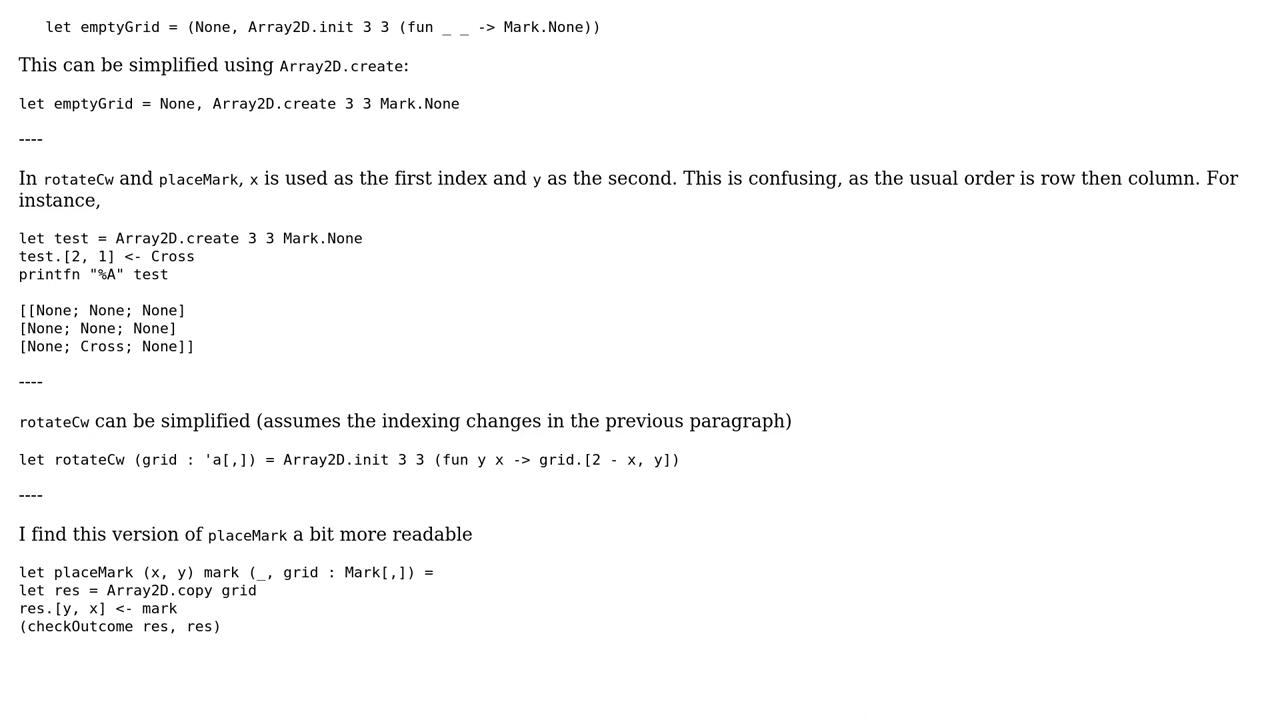 let emptyGrid = (None, Array2D.init 3 3 (fun _ _ -> Mark.None))
This can be simplified using Array2D.create:
let emptyGrid = None, Array2D.create 3 3 Mark.None
----
In rotateCw and placeMark, x is used as the first index and y as the second. This is confusing, as the usual order is row then column. For
instance,
let test = Array2D.create 3 3 Mark.None
test.[2, 1] <- Cross
printfn "%A" test
[[None; None; None]
[None; None; None]
[None; Cross; None]]
----
rotateCw can be simplified (assumes the indexing changes in the previous paragraph)
let rotateCw (grid : 'a[,]) = Array2D.init 3 3 (fun y x -> grid.[2 - x, y])
----
I find this version of placeMark a bit more readable
let placeMark (x, y) mark (_, grid : Mark[,]) =
let res = Array2D.copy grid
res.[y, x] <- mark
(checkOutcome res, res)